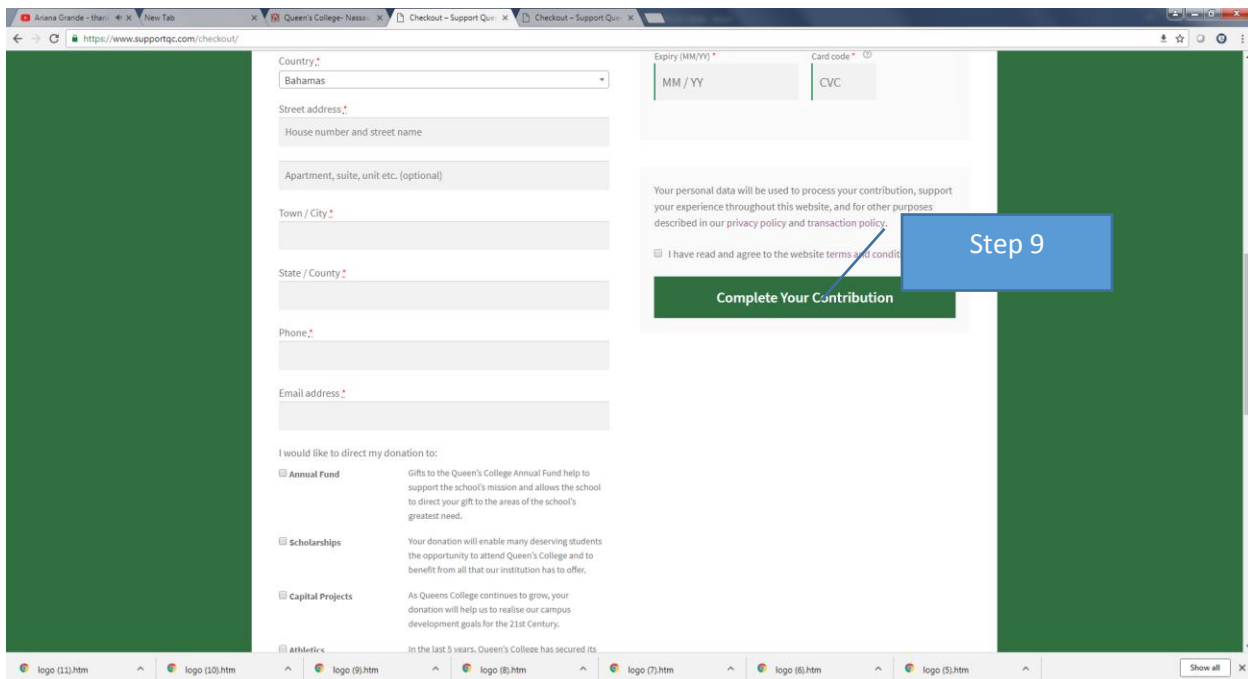 Ariana Grande - than
New Tab
Queen's College- Nassa
Checkout – Support Que
Checkout – Support Que
https://www.supportqc.com/checkout/
Country *
Bahamas
Street address *
House number and street name
Apartment, suite, unit etc. (optional)
Town / City *
State / County *
Phone *
Email address *
I would like to direct my donation to:
Annual Fund
Gifts to the Queen's College Annual Fund help to
support the school's mission and allows the school
to direct your gift to the areas of the school's
greatest need.
Scholarships
Your donation will enable many deserving students
the opportunity to attend Queen's College and to
benefit from all that our institution has to offer.
Capital Projects
As Queens College continues to grow, your
donation will help us to realise our campus
development goals for the 21st Century.
Athletics
In the last 5 years, Queen's College has secured its
Expiry (MM/YY) *
Card code *
MM / YY
CVC
Your personal data will be used to process your contribution, support
your experience throughout this website, and for other purposes
described in our privacy policy and transaction policy.
I have read and agree to the website terms and condit
Step 9
Complete Your Contribution
logo (11).htm
logo (10).htm
logo (9).htm
logo (8).htm
logo (7).htm
logo (6).htm
logo (5).htm
Show all